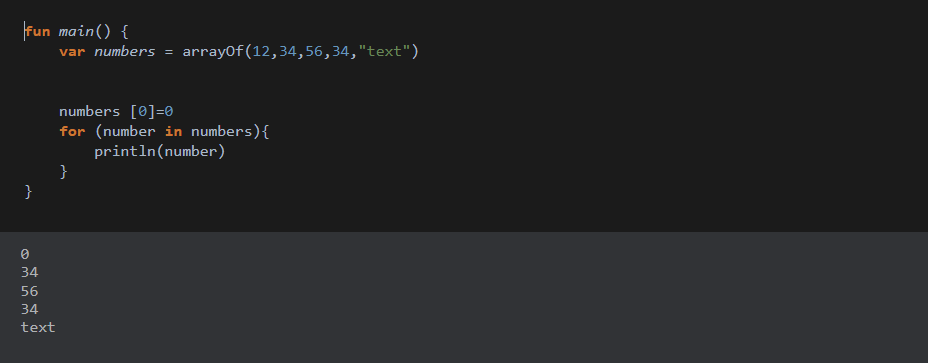 fun main() {
    var numbers = arrayOf(12,34,56,34,"text")
    numbers [0]=0
    for (number in numbers){
        println(number)
    }
}
0
34
56
34
text